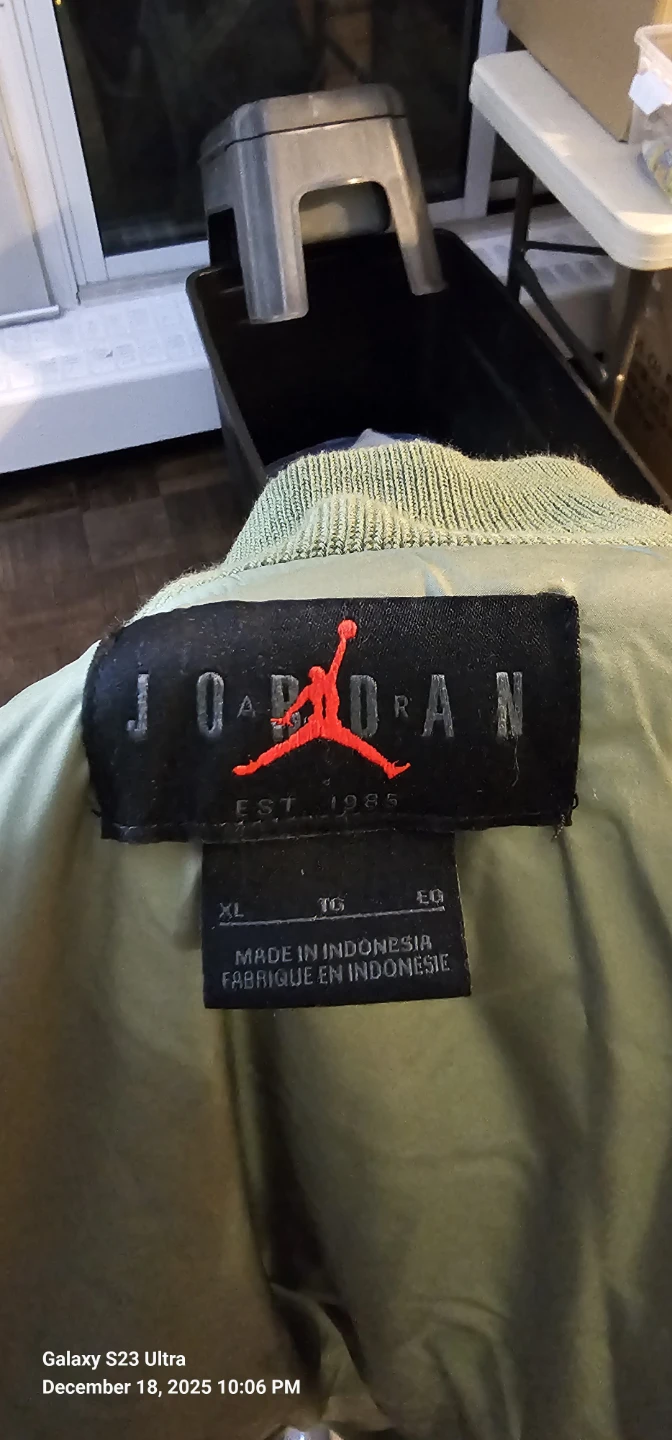 JORDAN
AIR
EST. 1985
XL TG EG
MADE IN INDONESIA
FABRIQUE EN INDONESIE
Galaxy S23 Ultra
December 18, 2025 10:06 PM